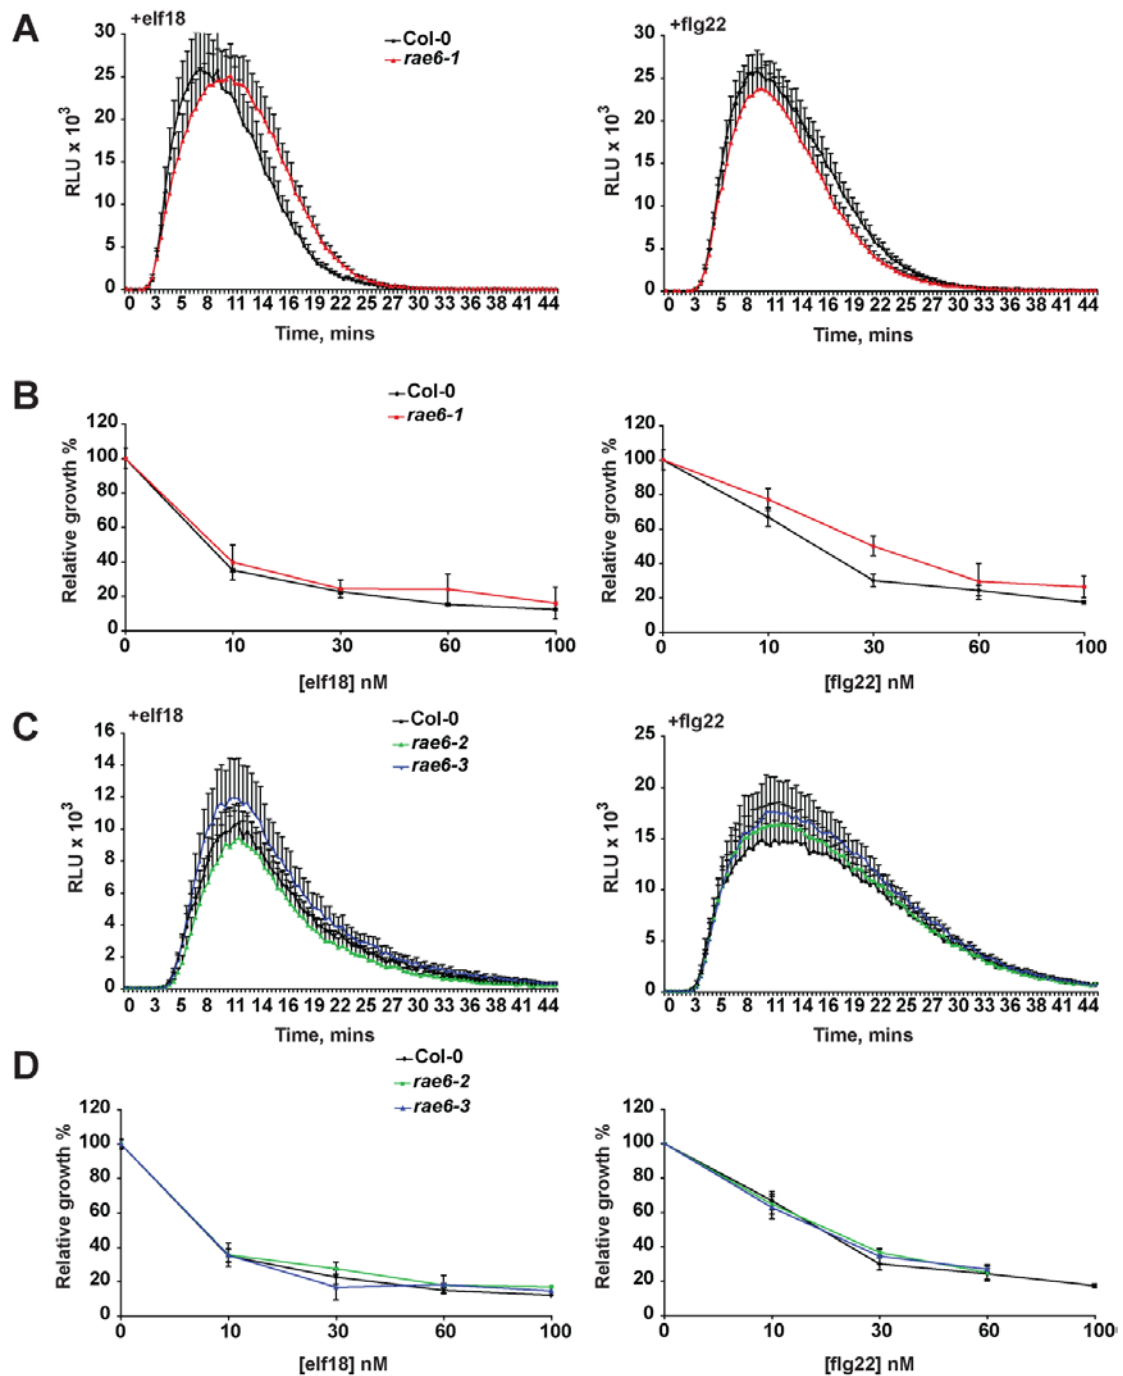 A
+elf18
Col-0
rae6-1
30
25
20
15
10
5
0
RLU x 10³
0 3 5 8 11 14 16 19 22 25 27 30 33 36 38 41 44
Time, mins
+flg22
30
25
20
15
10
5
0
RLU x 10³
0 3 5 8 11 14 16 19 22 25 27 30 33 36 38 41 44
Time, mins
B
Col-0
rae6-1
120
100
80
60
40
20
0
Relative growth %
0 10 30 60 100
[elf18] nM
120
100
80
60
40
20
0
Relative growth %
0 10 30 60 100
[flg22] nM
C
+elf18
Col-0
rae6-2
rae6-3
16
14
12
10
8
6
4
2
0
RLU x 10³
0 3 5 8 11 14 16 19 22 25 27 30 33 36 38 41 44
Time, mins
+flg22
25
20
15
10
5
0
RLU x 10³
0 3 5 8 11 14 16 19 22 25 27 30 33 36 38 41 44
Time, mins
D
Col-0
rae6-2
rae6-3
120
100
80
60
40
20
0
Relative growth %
0 10 30 60 100
[elf18] nM
120
100
80
60
40
20
0
Relative growth %
0 10 30 60 100
[flg22] nM